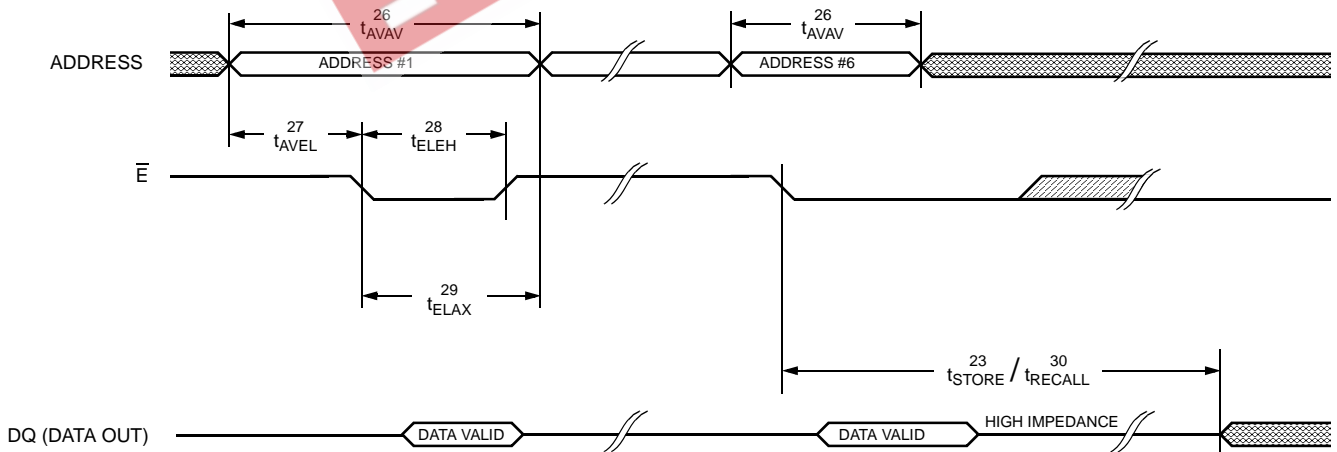 26 26
tAVAV tAVAV
ADDRESS ADDRESS #1 ADDRESS #6
27 28
tAVEL tELEH
E̅
29
tELAX
23 30
tSTORE / tRECALL
DQ (DATA OUT) DATA VALID DATA VALID HIGH IMPEDANCE